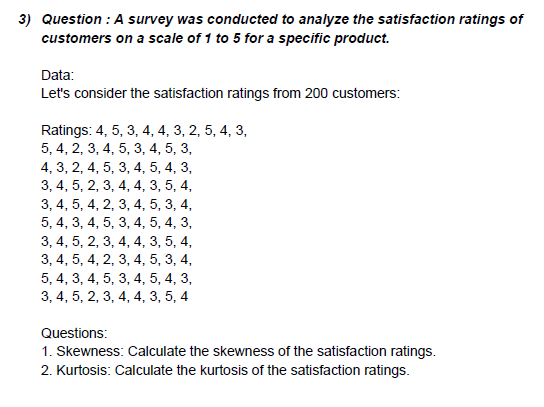 3) Question : A survey was conducted to analyze the satisfaction ratings of
customers on a scale of 1 to 5 for a specific product.
Data:
Let's consider the satisfaction ratings from 200 customers:
Ratings: 4, 5, 3, 4, 4, 3, 2, 5, 4, 3,
5, 4, 2, 3, 4, 5, 3, 4, 5, 3,
4, 3, 2, 4, 5, 3, 4, 5, 4, 3,
3, 4, 5, 2, 3, 4, 4, 3, 5, 4,
3, 4, 5, 4, 2, 3, 4, 5, 3, 4,
5, 4, 3, 4, 5, 3, 4, 5, 4, 3,
3, 4, 5, 2, 3, 4, 4, 3, 5, 4,
3, 4, 5, 4, 2, 3, 4, 5, 3, 4,
5, 4, 3, 4, 5, 3, 4, 5, 4, 3,
3, 4, 5, 2, 3, 4, 4, 3, 5, 4
Questions:
1. Skewness: Calculate the skewness of the satisfaction ratings.
2. Kurtosis: Calculate the kurtosis of the satisfaction ratings.